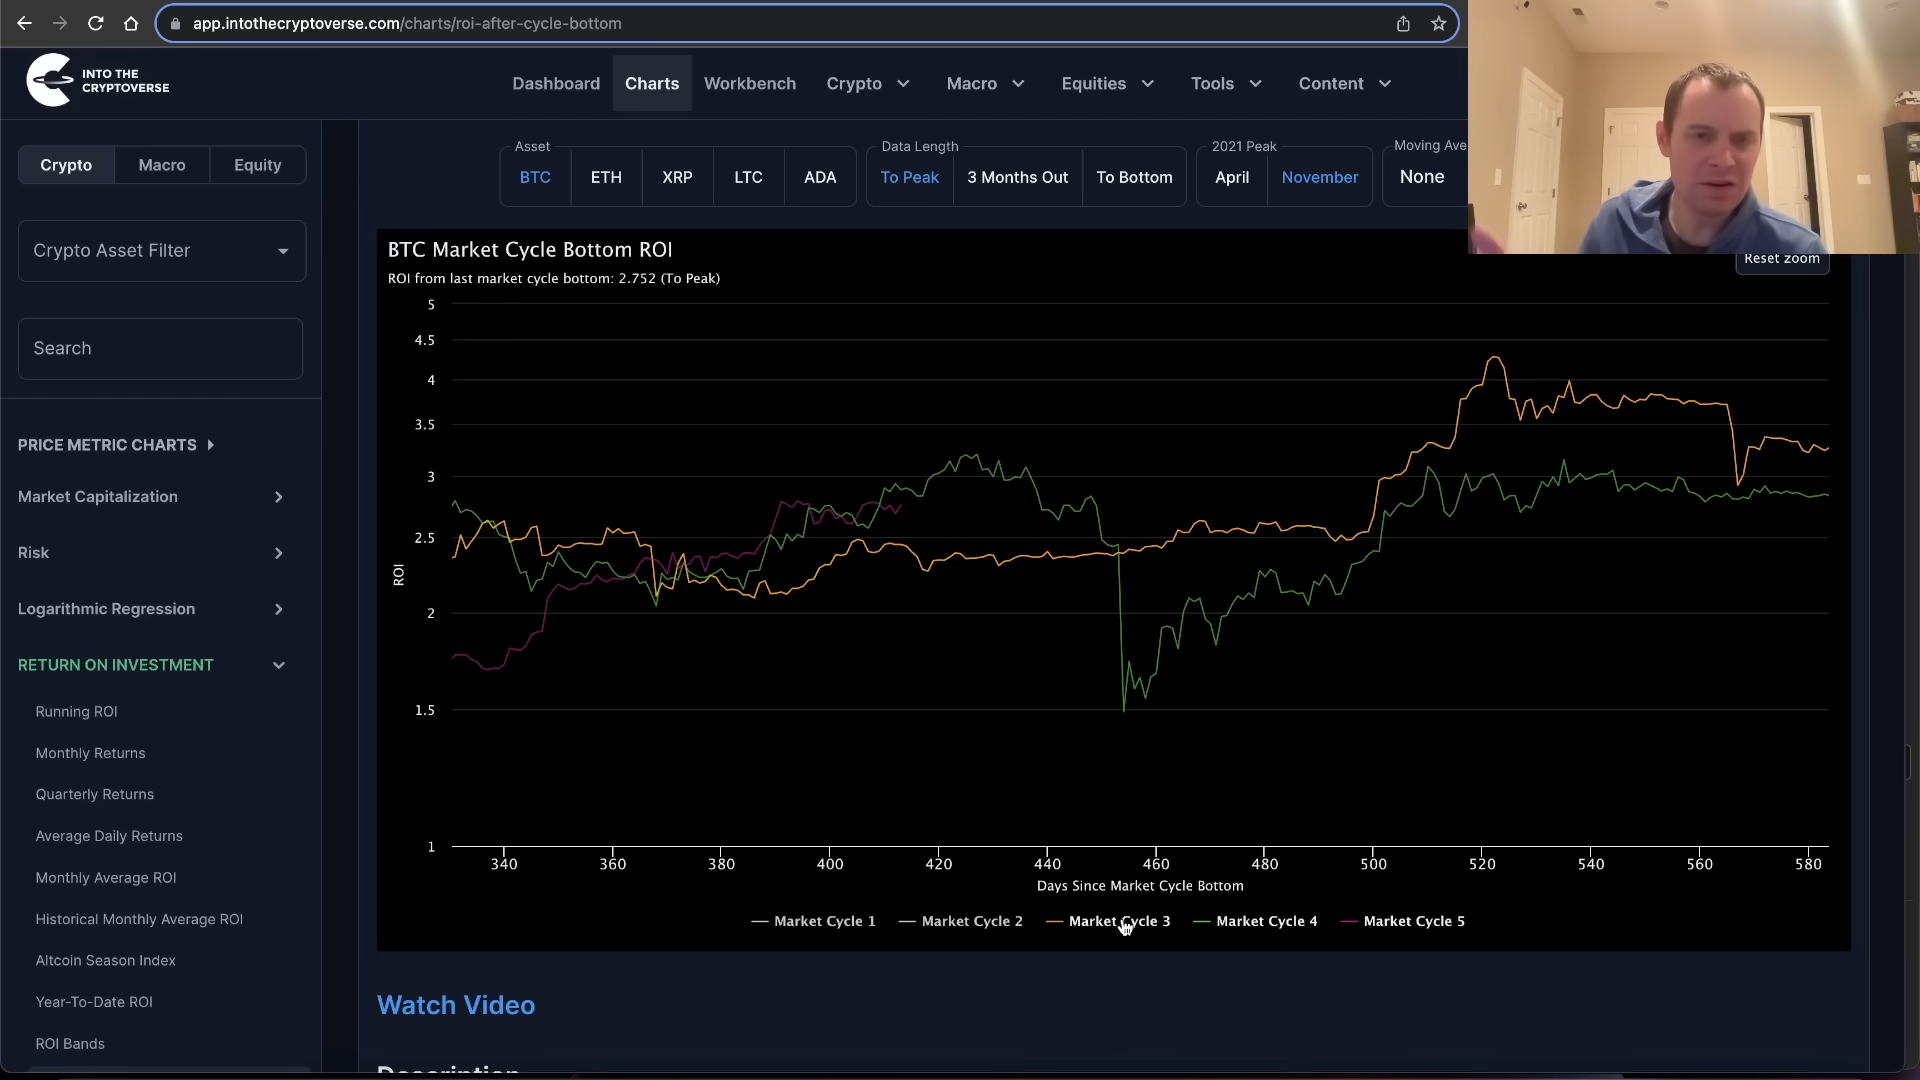 app.intothecryptoverse.com/charts/roi-after-cycle-bottom
INTO THE
CRYPTOVERSE
Dashboard Charts Workbench Crypto Macro Equities Tools Content
Crypto Macro Equity
Crypto Asset Filter
Search
PRICE METRIC CHARTS
Market Capitalization
Risk
Logarithmic Regression
RETURN ON INVESTMENT
Running ROI
Monthly Returns
Quarterly Returns
Average Daily Returns
Monthly Average ROI
Historical Monthly Average ROI
Altcoin Season Index
Year-To-Date ROI
ROI Bands
Asset Data Length 2021 Peak Moving Ave
BTC ETH XRP LTC ADA To Peak 3 Months Out To Bottom April November None
BTC Market Cycle Bottom ROI
ROI from last market cycle bottom: 2.752 (To Peak)
Reset zoom
5
4.5
4
3.5
3
2.5
2
1.5
1
ROI
340 360 380 400 420 440 460 480 500 520 540 560 580
Days Since Market Cycle Bottom
Market Cycle 1 Market Cycle 2 Market Cycle 3 Market Cycle 4 Market Cycle 5
Watch Video
Description